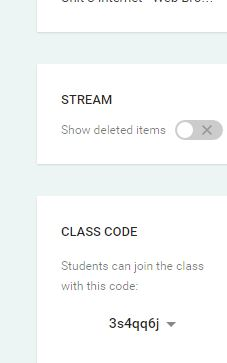 STREAM
Show deleted items
CLASS CODE
Students can join the class
with this code:
3s4qq6j